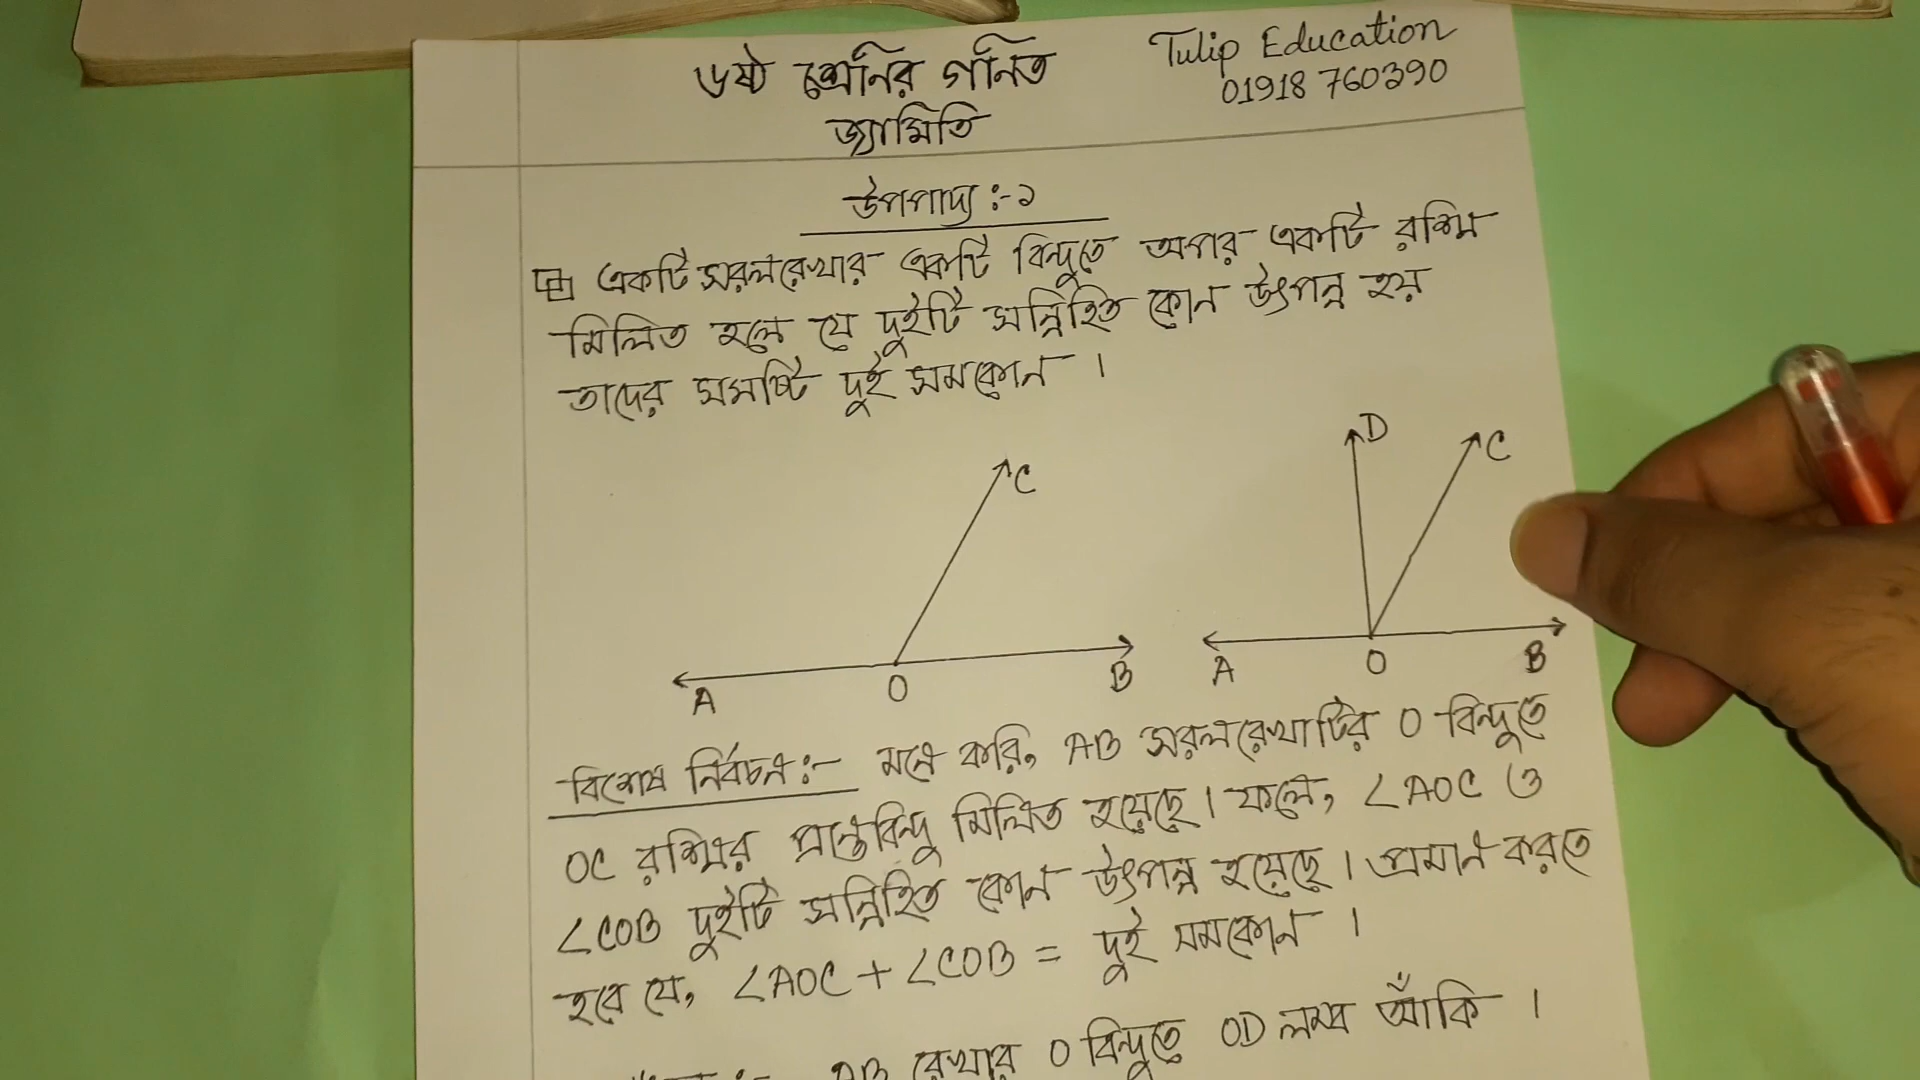 ৬ষ্ঠ শ্রেনির গনিত
জ্যামিতি
Tulip Education
01918 760390
উপপাদ্য :- ১
একটি সরলরেখার একটি বিন্দুতে অপর একটি রশ্মি
মিলিত হলে যে দুইটি সন্নিহিত কোন উৎপন্ন হয়
তাদের সমষ্টি দুই সমকোন ।
C
A
O
B
D
C
A
O
B
বিশেষ নির্বচন :- মনে করি, AB সরলরেখাটির O বিন্দুতে
OC রশ্মির প্রান্তবিন্দু মিলিত হয়েছে । ফলে, ∠AOC ও
∠COB দুইটি সন্নিহিত কোন উৎপন্ন হয়েছে । প্রমান করতে
হবে যে, ∠AOC + ∠COB = দুই সমকোন ।
AB রেখার O বিন্দুতে OD লম্ব আঁকি ।